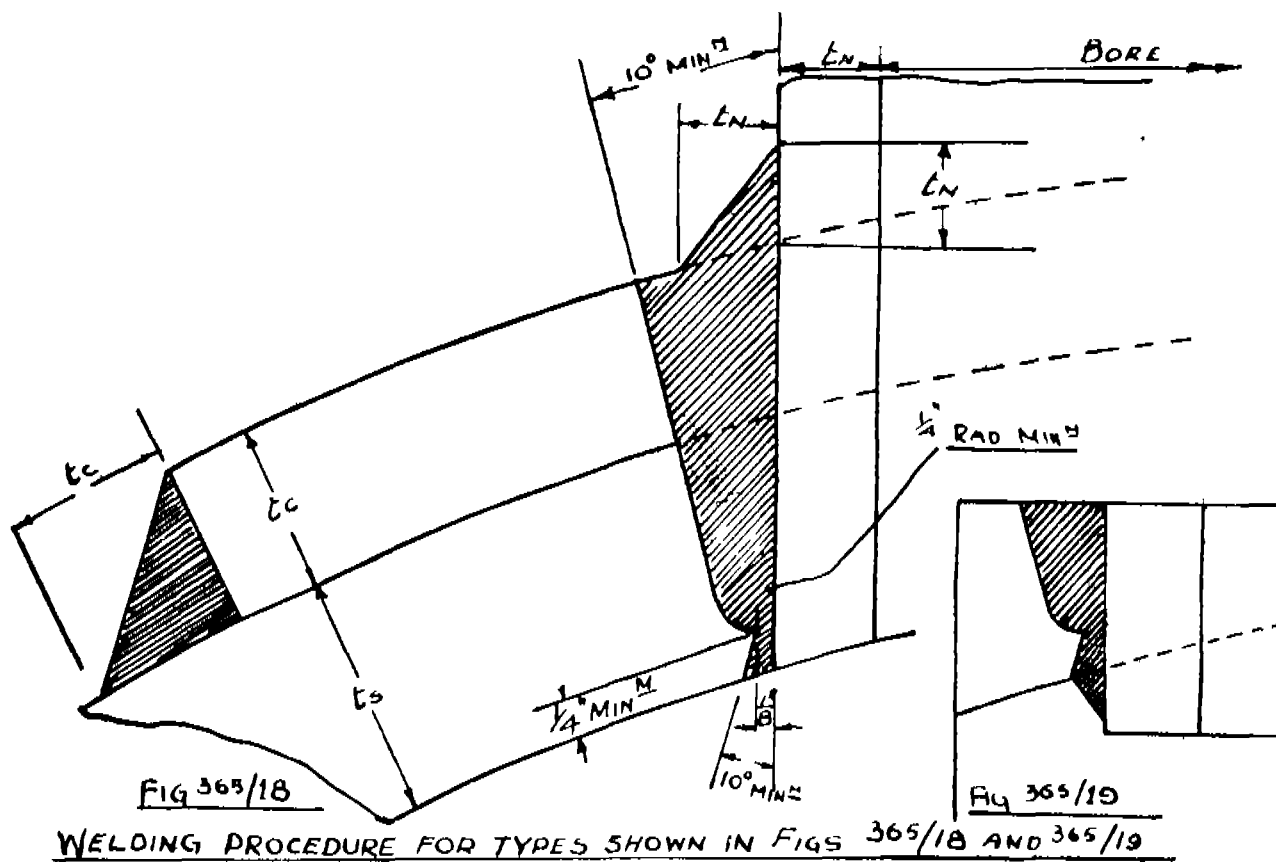 10° MINᴹ
tN
BORE
tN
tN
1/4" RAD MINᴹ
tc
tc
ts
1/4" MINᴹ
10° MINᴹ
FIG 365/18
FIG 365/19
WELDING PROCEDURE FOR TYPES SHOWN IN FIGS 365/18 AND 365/19